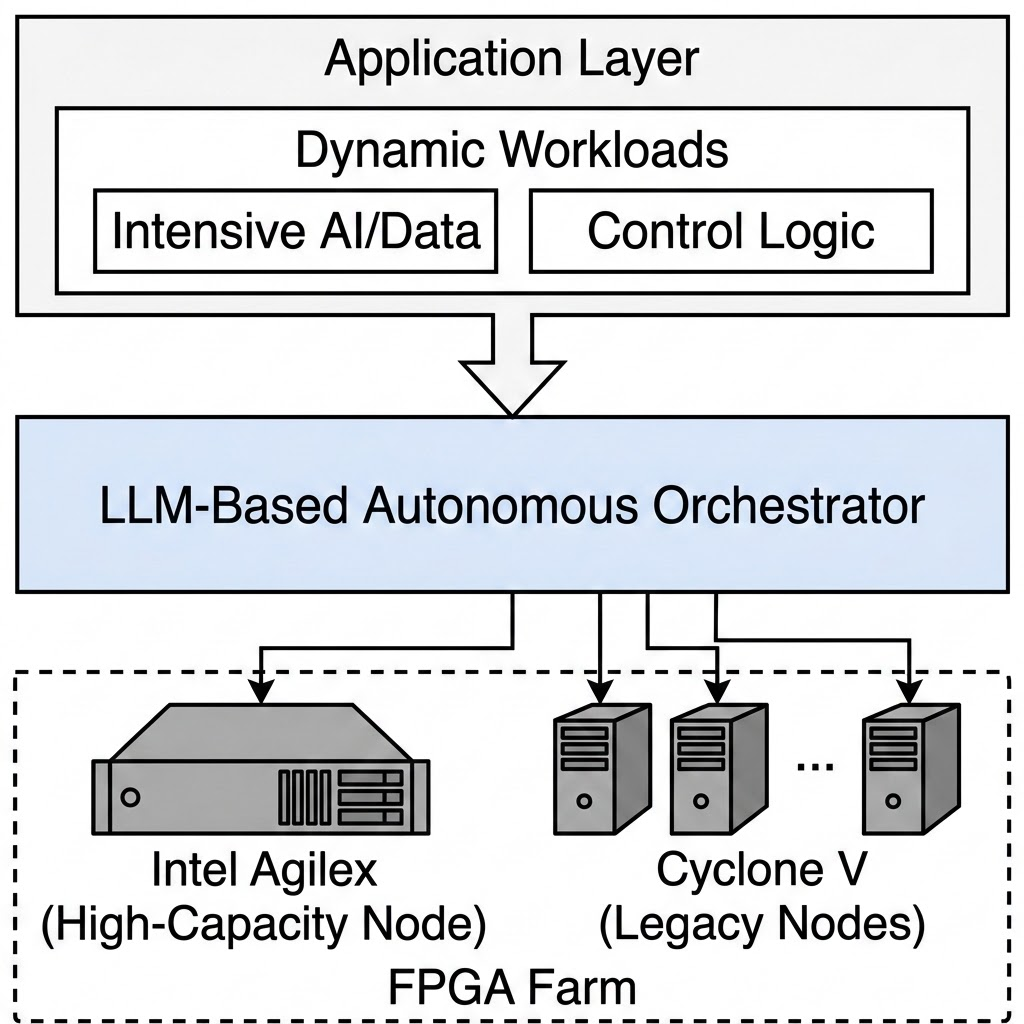 Application Layer
Dynamic Workloads
Intensive AI/Data
Control Logic
LLM-Based Autonomous Orchestrator
...
Intel Agilex
(High-Capacity Node)
Cyclone V
(Legacy Nodes)
FPGA Farm